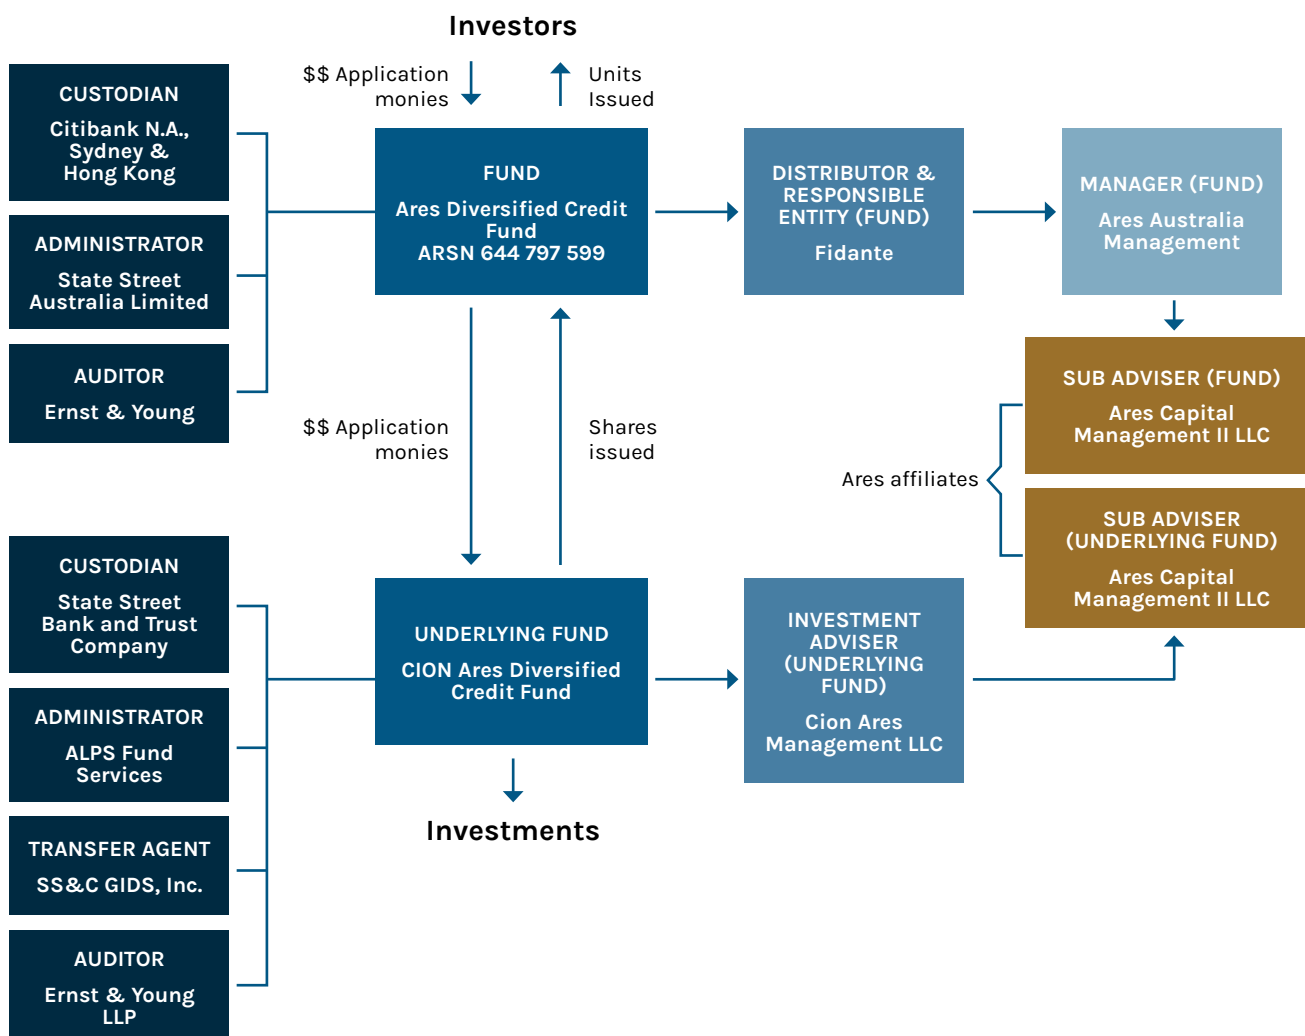 Investors
$$ Application
monies
Units
Issued
CUSTODIAN
Citibank N.A.,
Sydney &
Hong Kong
ADMINISTRATOR
State Street
Australia Limited
AUDITOR
Ernst & Young
FUND
Ares Diversified Credit
Fund
ARSN 644 797 599
DISTRIBUTOR &
RESPONSIBLE
ENTITY (FUND)
Fidante
MANAGER (FUND)
Ares Australia
Management
SUB ADVISER (FUND)
Ares Capital
Management II LLC
$$ Application
monies
Shares
issued
Ares affiliates
SUB ADVISER
(UNDERLYING FUND)
Ares Capital
Management II LLC
CUSTODIAN
State Street
Bank and Trust
Company
ADMINISTRATOR
ALPS Fund
Services
TRANSFER AGENT
SS&C GIDS, Inc.
AUDITOR
Ernst & Young
LLP
UNDERLYING FUND
CION Ares Diversified
Credit Fund
INVESTMENT
ADVISER
(UNDERLYING
FUND)
Cion Ares
Management LLC
Investments